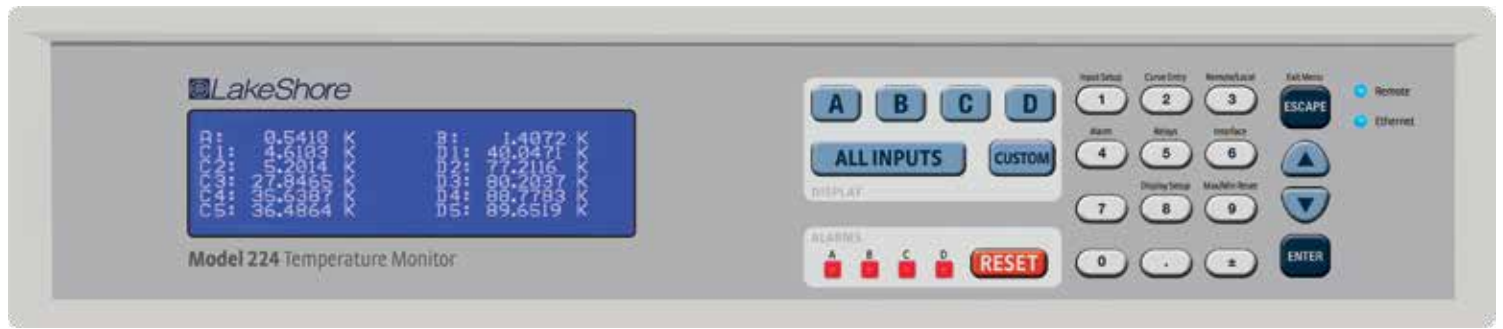 LakeShore
A: 0.5410 K B: 1.4072 K
C1: 4.6103 K D1: 40.0471 K
C2: 5.2014 K D2: 77.2116 K
C3: 27.8465 K D3: 80.2037 K
C4: 35.6387 K D4: 88.7783 K
C5: 36.4864 K D5: 89.6519 K
Model 224 Temperature Monitor
A B C D
ALL INPUTS CUSTOM
DISPLAY
ALARMS
A B C D
RESET
Input Setup Curve Entry Remote/Local Exit Menu
1 2 3 ESCAPE
Alarm Relays Interface
4 5 6
Display Setup Max/Min Reset
7 8 9
0 . ± ENTER
Remote
Ethernet